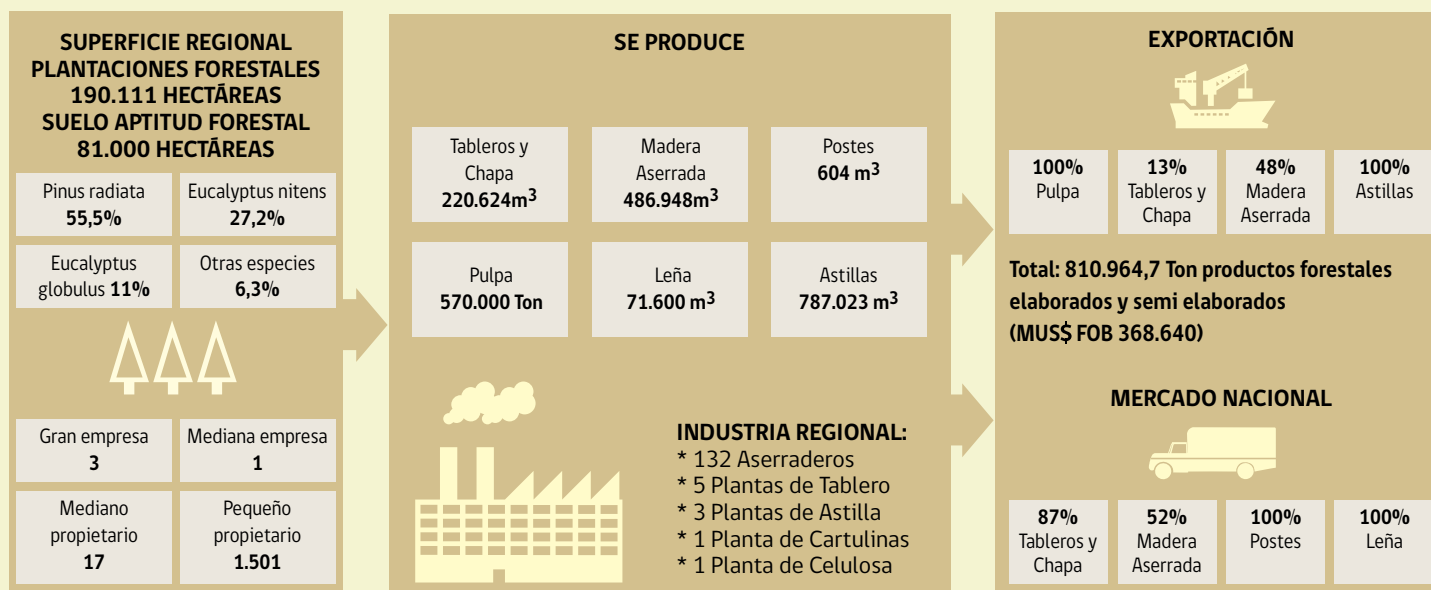 SUPERFICIE REGIONAL
PLANTACIONES FORESTALES
190.111 HECTÁREAS
SUELO APTITUD FORESTAL
81.000 HECTÁREAS
Pinus radiata
55,5%
Eucalyptus nitens
27,2%
Eucalyptus
globulus 11%
Otras especies
6,3%
Gran empresa
3
Mediana empresa
1
Mediano
propietario
17
Pequeño
propietario
1.501
SE PRODUCE
Tableros y
Chapa
220.624m³
Madera
Aserrada
486.948m³
Postes
604 m³
Pulpa
570.000 Ton
Leña
71.600 m³
Astillas
787.023 m³
INDUSTRIA REGIONAL:
* 132 Aserraderos
* 5 Plantas de Tablero
* 3 Plantas de Astilla
* 1 Planta de Cartulinas
* 1 Planta de Celulosa
EXPORTACIÓN
100%
Pulpa
13%
Tableros y
Chapa
48%
Madera
Aserrada
100%
Astillas
Total: 810.964,7 Ton productos forestales
elaborados y semi elaborados
(MUS$ FOB 368.640)
MERCADO NACIONAL
87%
Tableros y
Chapa
52%
Madera
Aserrada
100%
Postes
100%
Leña